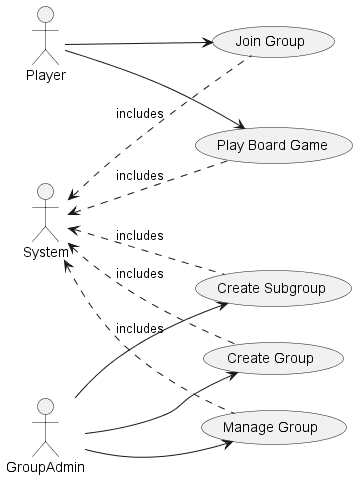 Join Group
Player
includes
Play Board Game
includes
System
includes
includes
Create Subgroup
includes
Create Group
Manage Group
GroupAdmin